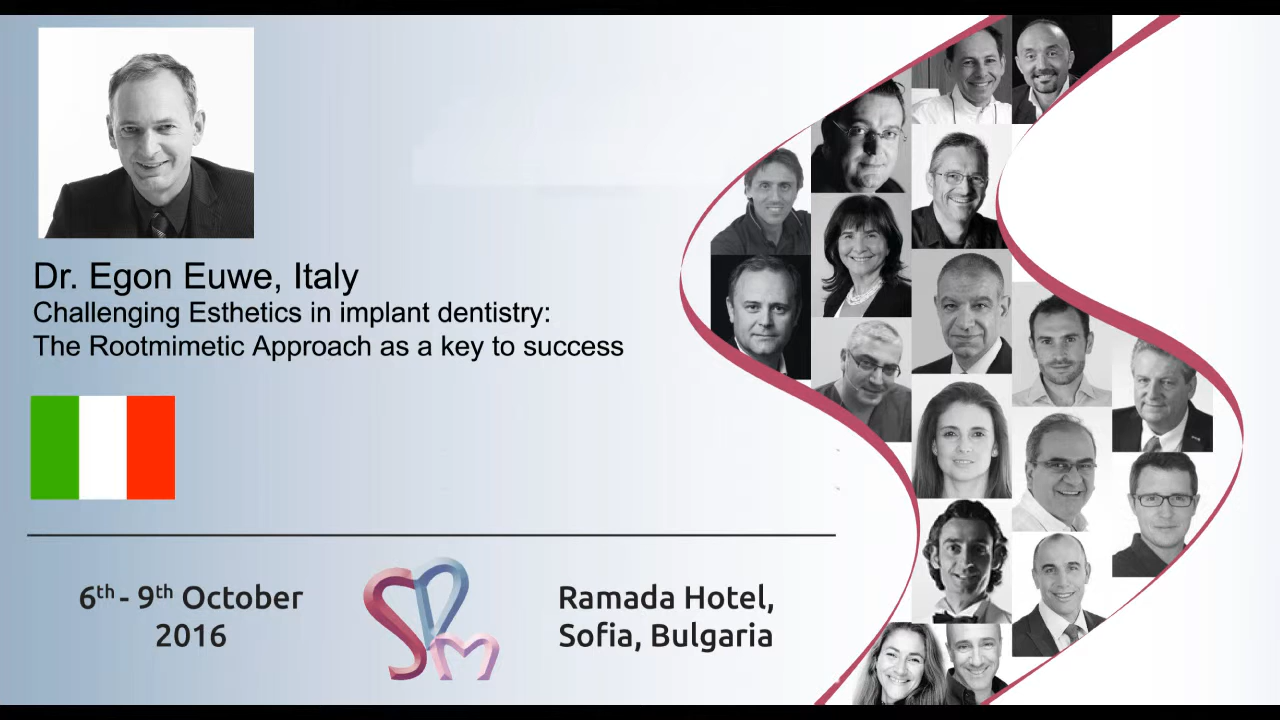 Dr. Egon Euwe, Italy
Challenging Esthetics in implant dentistry:
The Rootmimetic Approach as a key to success
6th - 9th October
2016
SPM
Ramada Hotel,
Sofia, Bulgaria